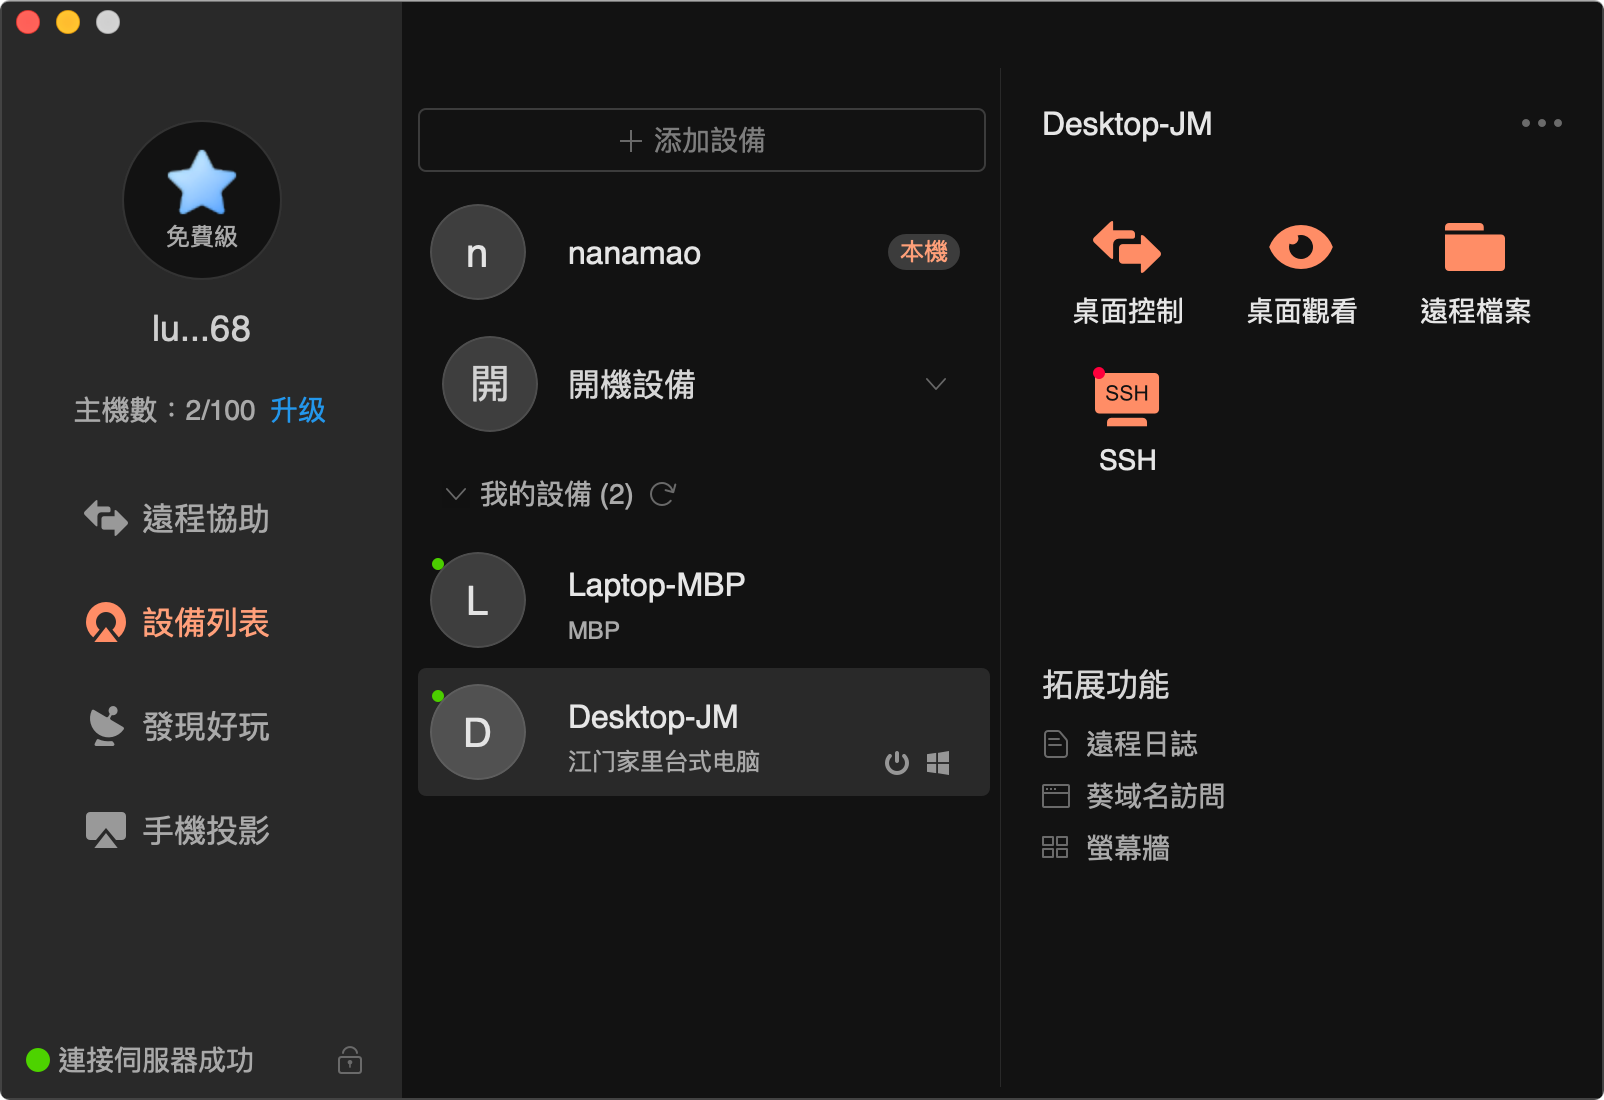 免費級
lu...68
主機數：2/100 升级
遠程協助
設備列表
發現好玩
手機投影
連接伺服器成功
添加設備
n
nanamao
本機
開
開機設備
我的設備 (2)
L
Laptop-MBP
MBP
D
Desktop-JM
江门家里台式电脑
Desktop-JM
桌面控制
桌面觀看
遠程檔案
SSH
SSH
拓展功能
遠程日誌
葵域名訪問
螢幕牆